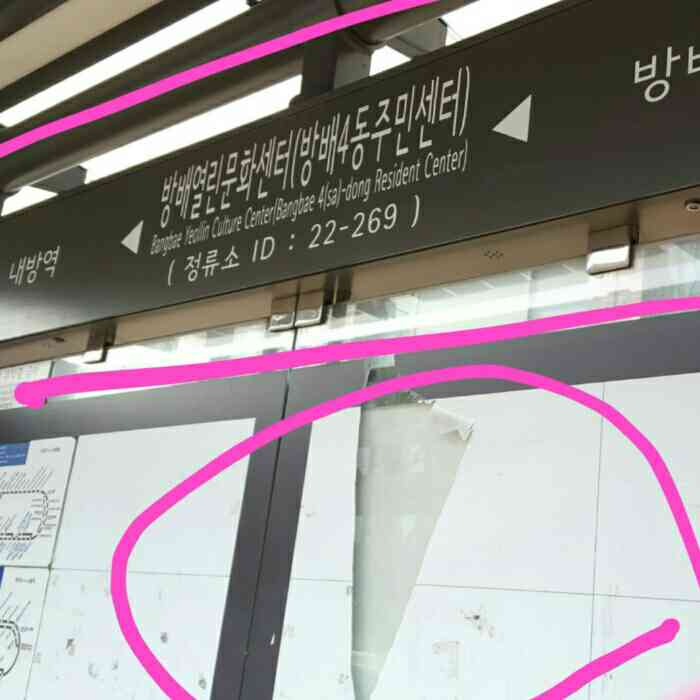 내방역
방배열린문화센터(방배4동주민센터)
Bangbae Yeollin Culture Center(Bangbae 4(sa)-dong Resident Center)
( 정류소 ID : 22-269 )